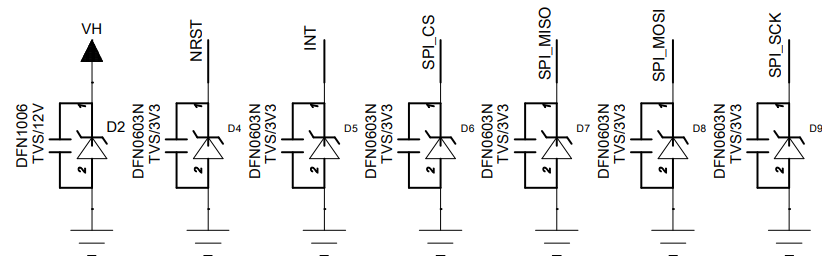 VH
NRST
INT
SPI_CS
SPI_MISO
SPI_MOSI
SPI_SCK
DFN1006
TVS/12V
1
2
D2
DFN0603N
TVS/3V3
1
2
D4
DFN0603N
TVS/3V3
1
2
D5
DFN0603N
TVS/3V3
1
2
D6
DFN0603N
TVS/3V3
1
2
D7
DFN0603N
TVS/3V3
1
2
D8
DFN0603N
TVS/3V3
1
2
D9